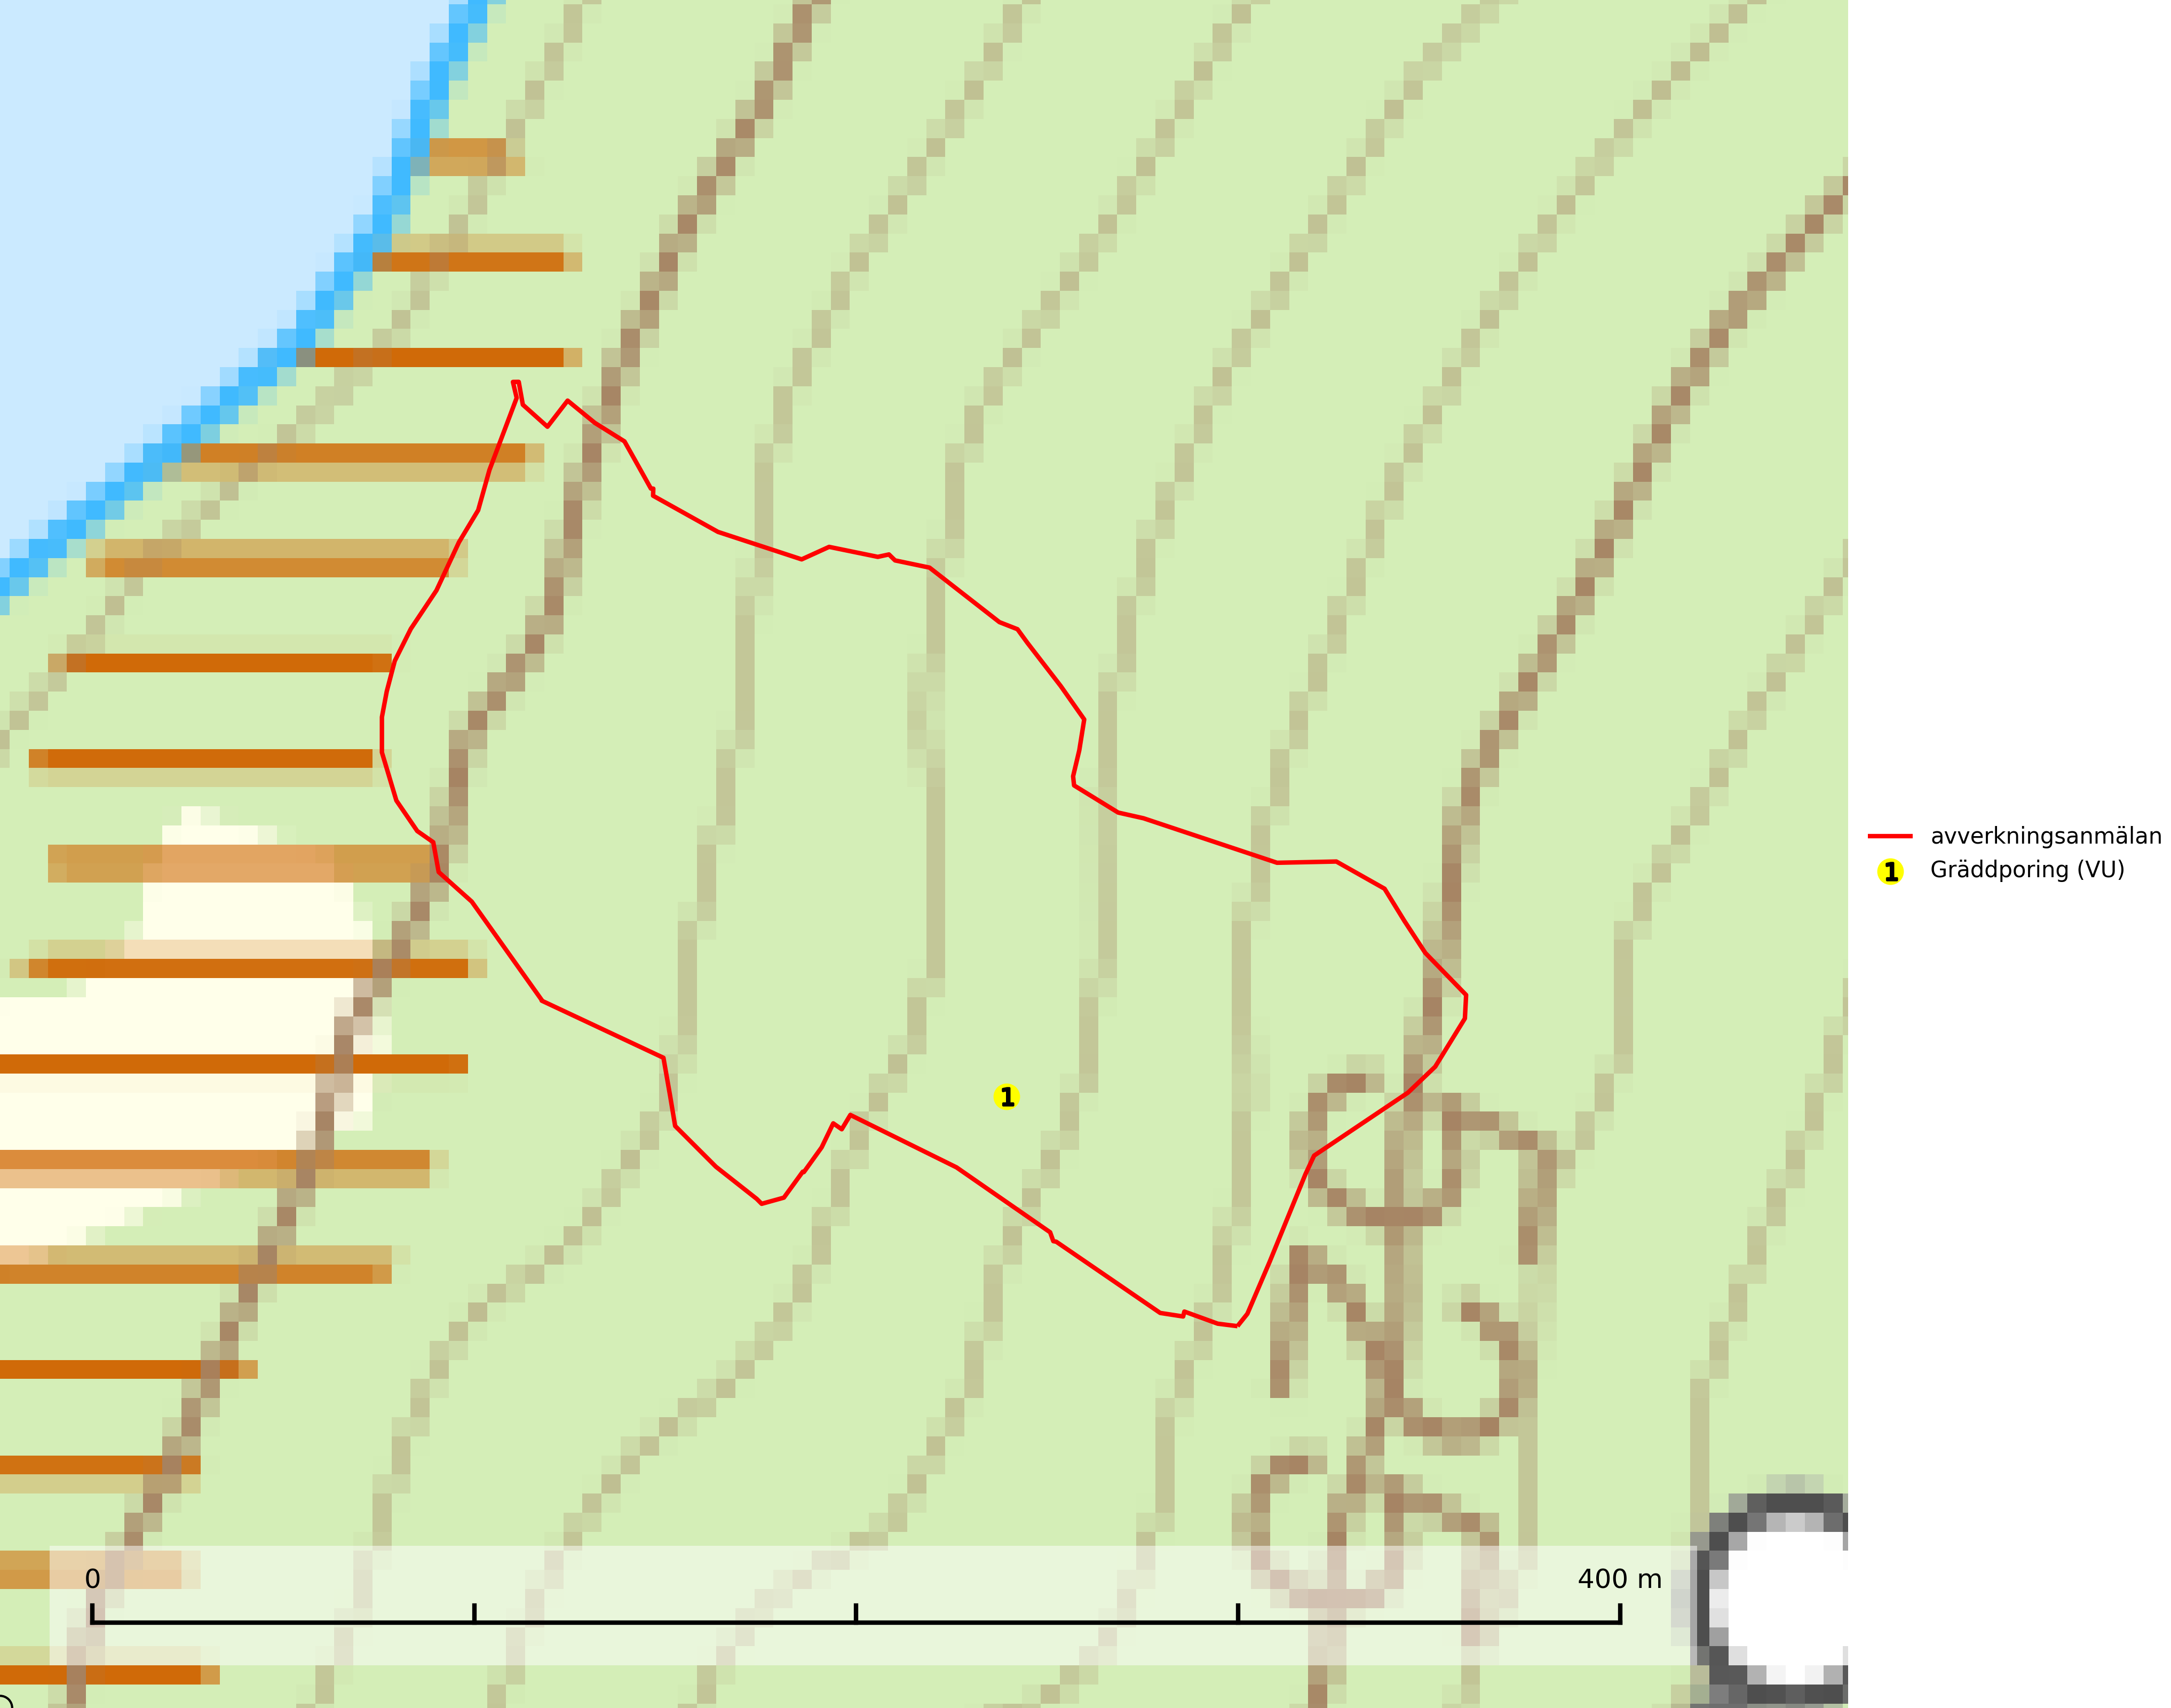 avverkningsanmälan
1 Gräddporing (VU)
1
0 400 m